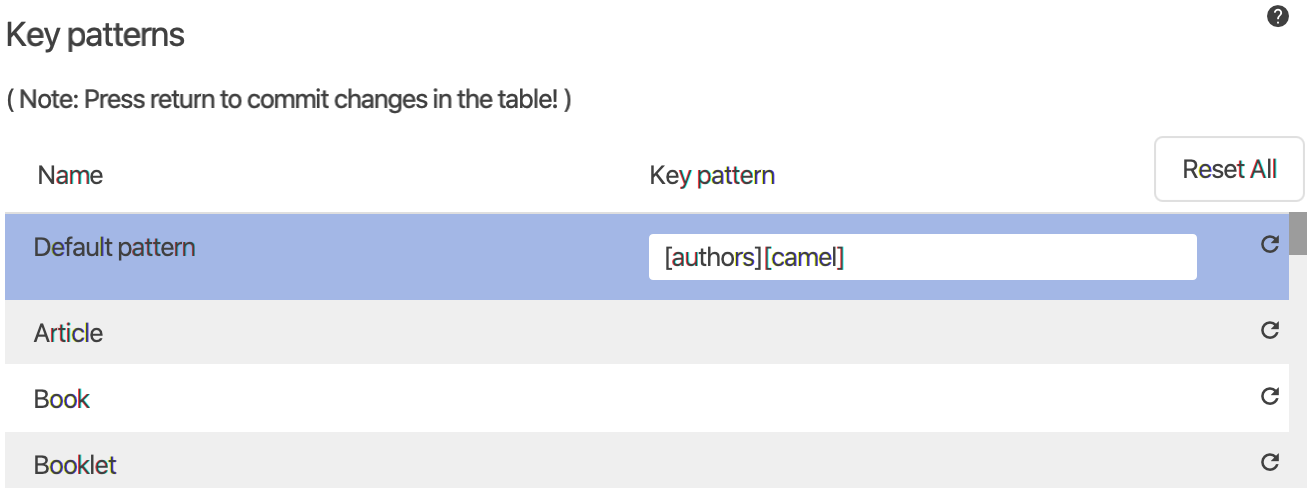 Key patterns
( Note: Press return to commit changes in the table! )
Name Key pattern Reset All
Default pattern [authors][camel]
Article
Book
Booklet